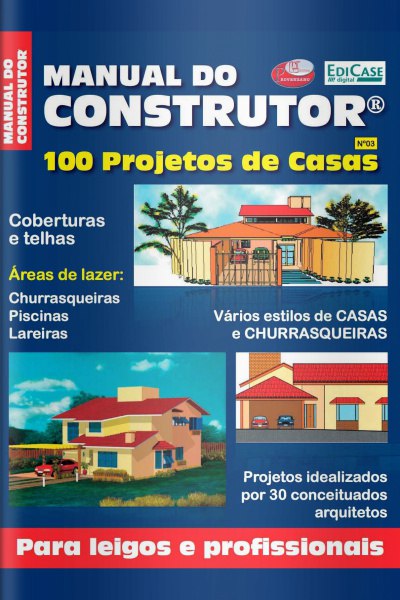 MANUAL DO
CONSTRUTOR
MANUAL DO
CONSTRUTOR®
EDICASE
digital
Nº03
100 Projetos de Casas
Coberturas
e telhas
Áreas de lazer:
Churrasqueiras
Piscinas
Lareiras
Vários estilos de CASAS
e CHURRASQUEIRAS
Projetos idealizados
por 30 conceituados
arquitetos
Para leigos e profissionais